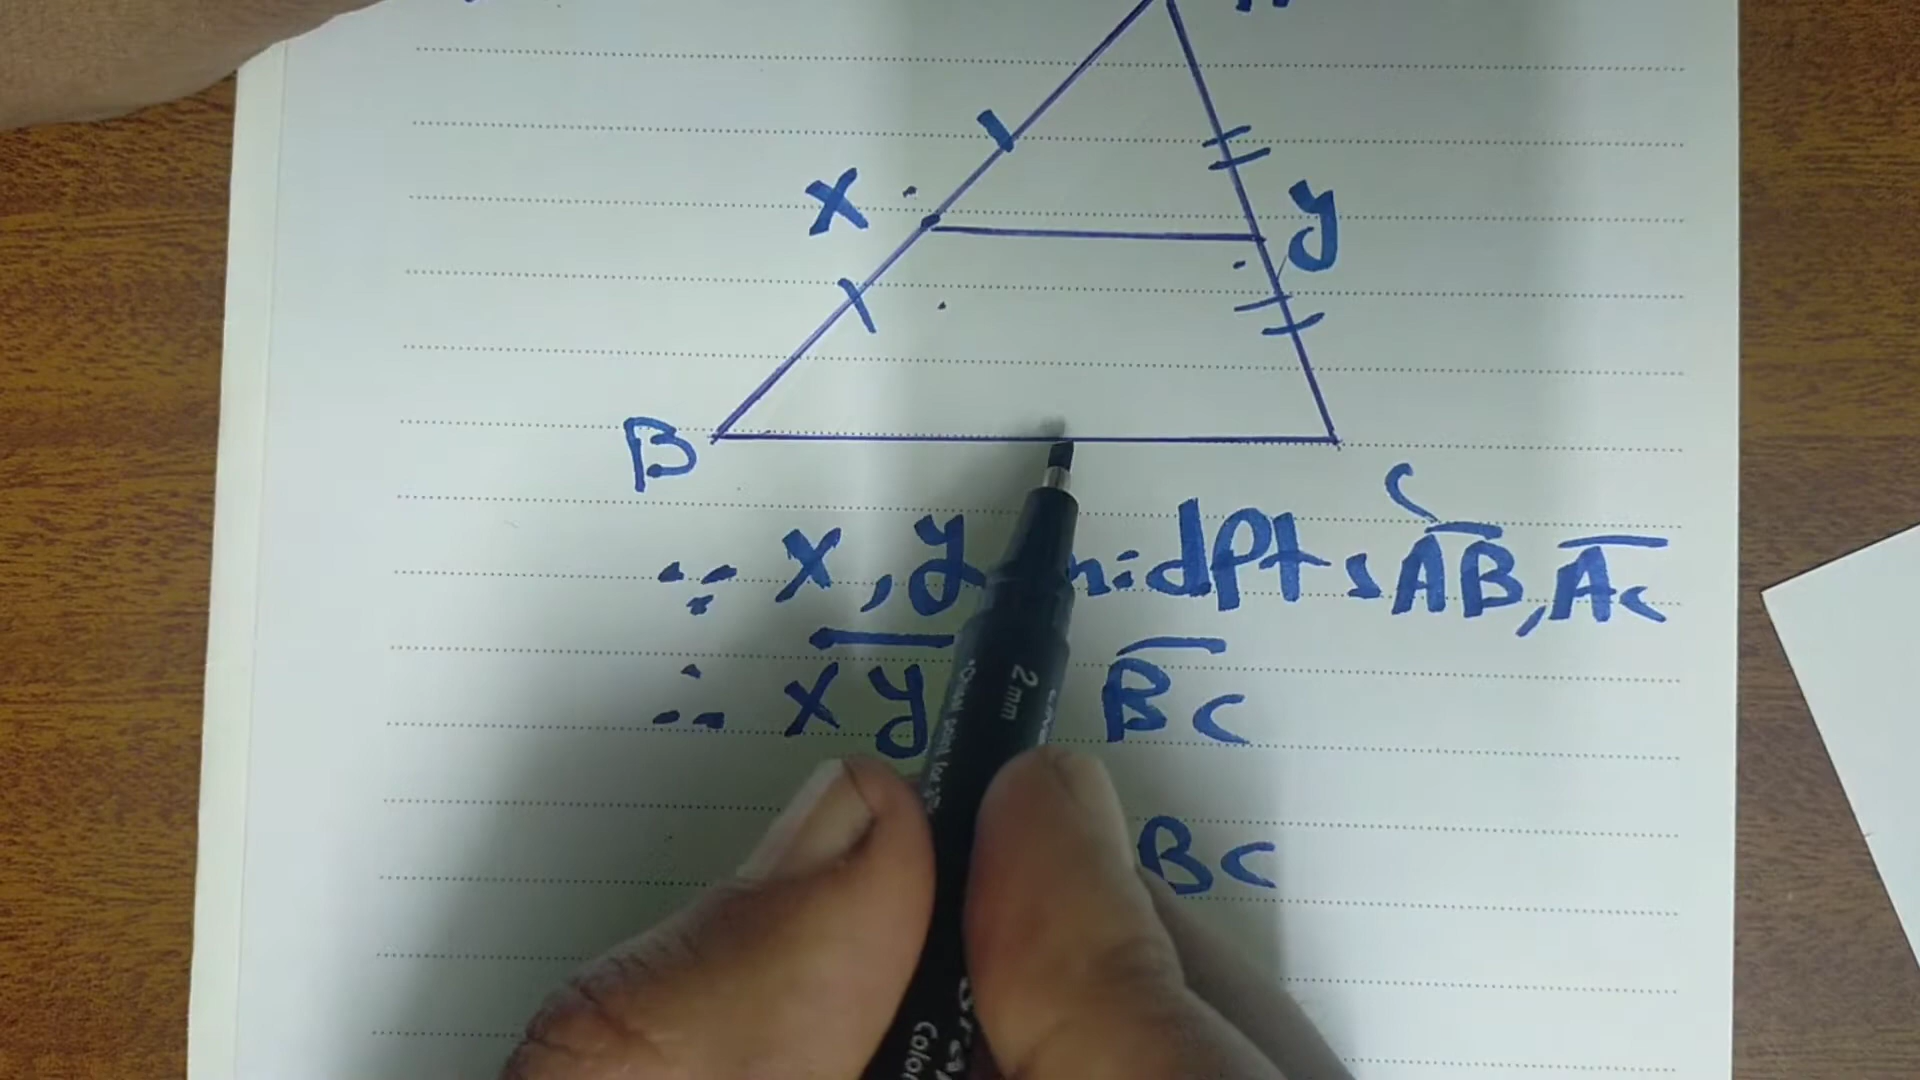 X
y
B
C
∵ X, y midpts AB, AC
∴ Xy BC
BC
2mm